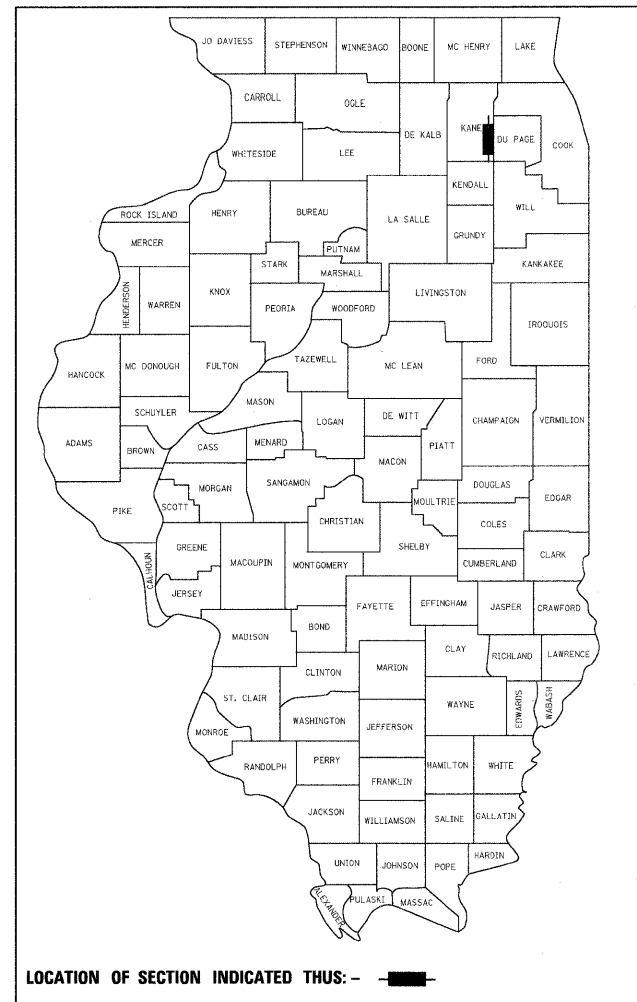 JO DAVIESS
STEPHENSON
WINNEBAGO
BOONE
MC HENRY
LAKE
CARROLL
OGLE
DE KALB
KANE
DU PAGE
COOK
WHITESIDE
LEE
KENDALL
WILL
ROCK ISLAND
HENRY
BUREAU
LA SALLE
GRUNDY
MERCER
PUTNAM
STARK
MARSHALL
KANKAKEE
HENDERSON
WARREN
KNOX
PEORIA
WOODFORD
LIVINGSTON
IROQUOIS
HANCOCK
MC DONOUGH
FULTON
TAZEWELL
MC LEAN
FORD
MASON
SCHUYLER
LOGAN
DE WITT
CHAMPAIGN
VERMILION
ADAMS
BROWN
CASS
MENARD
MACON
PIATT
PIKE
SCOTT
MORGAN
SANGAMON
MOULTRIE
DOUGLAS
EDGAR
CHRISTIAN
COLES
CALHOUN
GREENE
MACOUPIN
MONTGOMERY
SHELBY
CUMBERLAND
CLARK
JERSEY
FAYETTE
EFFINGHAM
JASPER
CRAWFORD
MADISON
BOND
CLAY
RICHLAND
LAWRENCE
CLINTON
MARION
ST. CLAIR
WAYNE
EDWARDS
WABASH
WASHINGTON
JEFFERSON
MONROE
RANDOLPH
PERRY
HAMILTON
WHITE
FRANKLIN
JACKSON
WILLIAMSON
SALINE
GALLATIN
UNION
JOHNSON
POPE
HARDIN
ALEXANDER
PULASKI
MASSAC
LOCATION OF SECTION INDICATED THUS: -